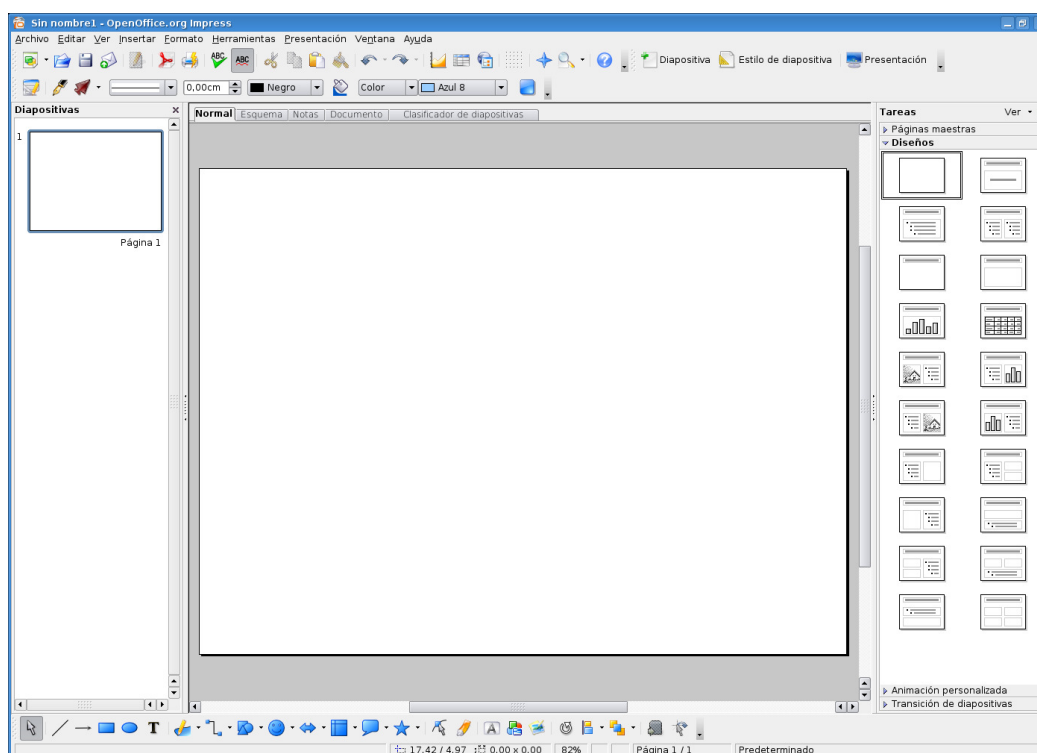 Sin nombre1 - OpenOffice.org Impress
Archivo Editar Ver Insertar Formato Herramientas Presentación Ventana Ayuda
ABC ABC Diapositiva Estilo de diapositiva Presentación
0,00cm Negro Color Azul 8
Diapositivas
Normal Esquema Notas Documento Clasificador de diapositivas
Tareas Ver
Páginas maestras
Diseños
1
Página 1
Animación personalizada
Transición de diapositivas
T A
17,42 / 4,97 0,00 x 0,00 82% Página 1 / 1 Predeterminado